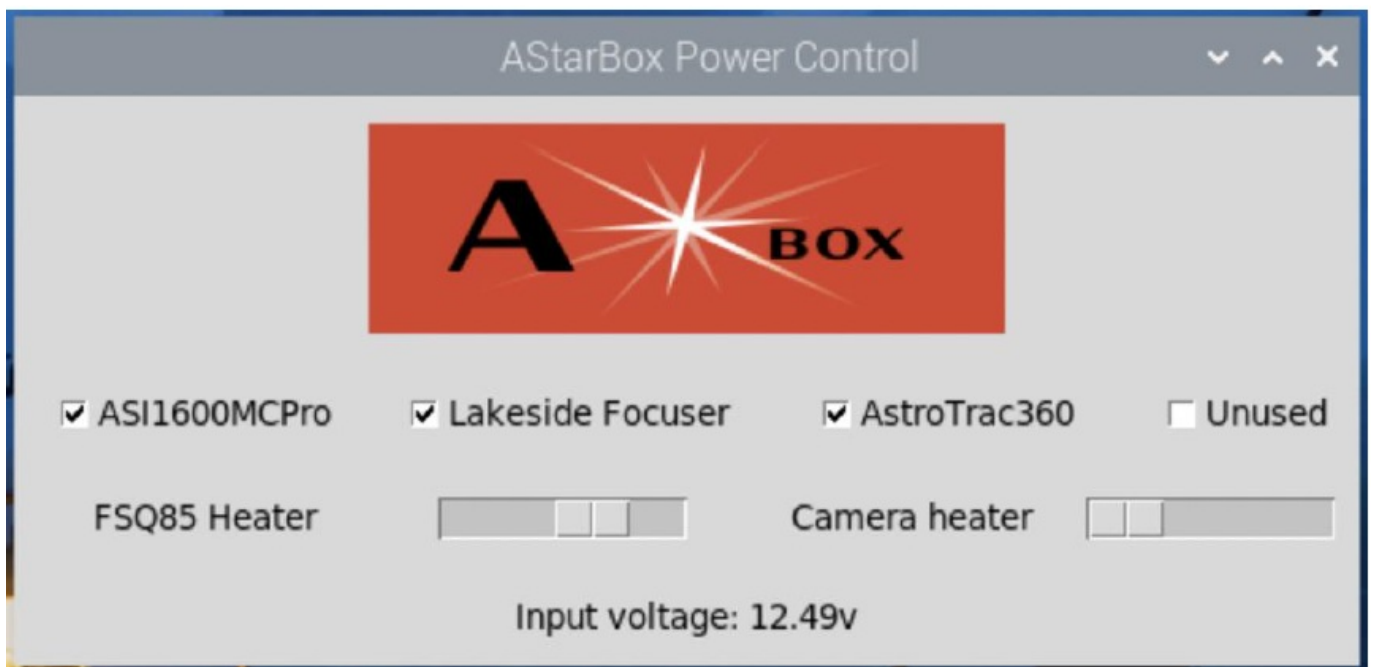 AStarBox Power Control
A BOX
ASI1600MCPro Lakeside Focuser AstroTrac360 Unused
FSQ85 Heater Camera heater
Input voltage: 12.49v